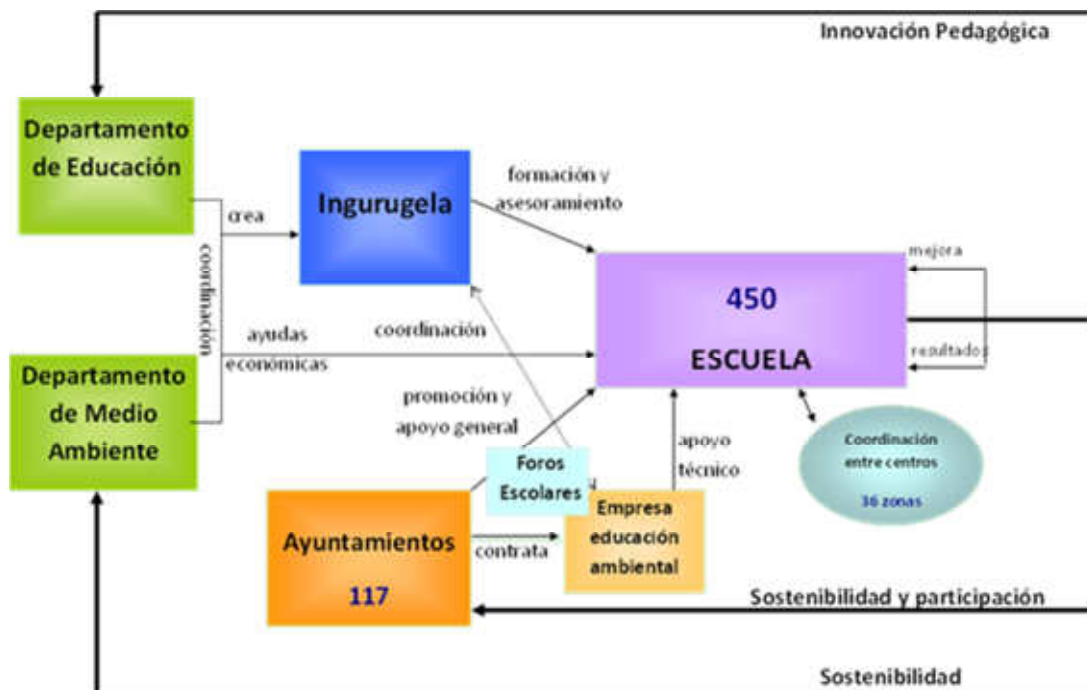 Innovación Pedagógica
Departamento
de Educación
Ingurugela
formación y
asesoramiento
crea
coordinación
mejora
450
ESCUELA
resultados
ayudas
económicas
coordinación
Departamento
de Medio
Ambiente
promoción y
apoyo general
apoyo
técnico
Coordinación
entre centros
36 zonas
Foros
Escolares
Empresa
educación
ambiental
Ayuntamientos
117
contrata
Sostenibilidad y participación
Sostenibilidad